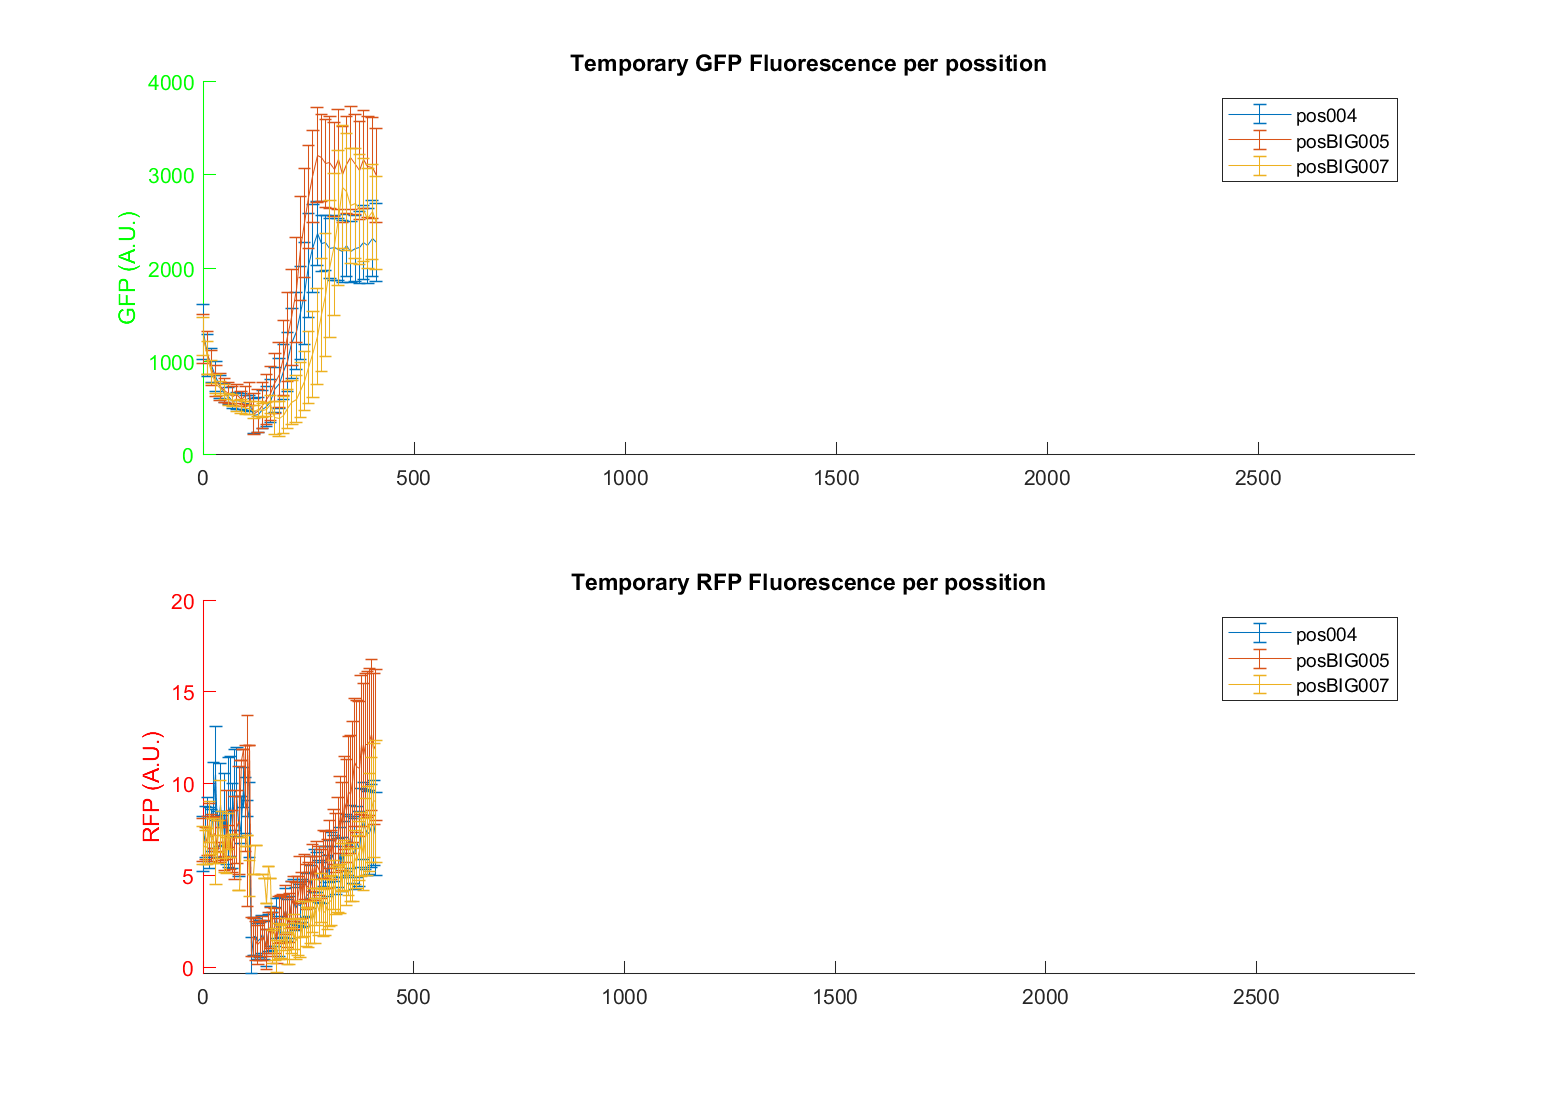 Temporary GFP Fluorescence per possition
4000
3000
2000
1000
0
GFP (A.U.)
pos004
posBIG005
posBIG007
0 500 1000 1500 2000 2500
Temporary RFP Fluorescence per possition
20
15
10
5
0
RFP (A.U.)
pos004
posBIG005
posBIG007
0 500 1000 1500 2000 2500